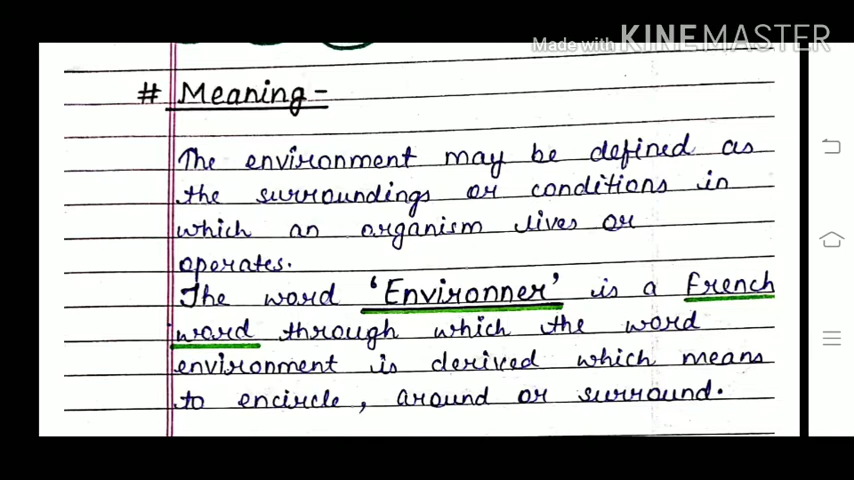 Made with KINEMASTER
# Meaning -
The environment may be defined as
the surroundings or conditions in
which an organism lives or
operates.
The word 'Environner' is a French
word through which the word
environment is derived which means
to encircle, around or surround.